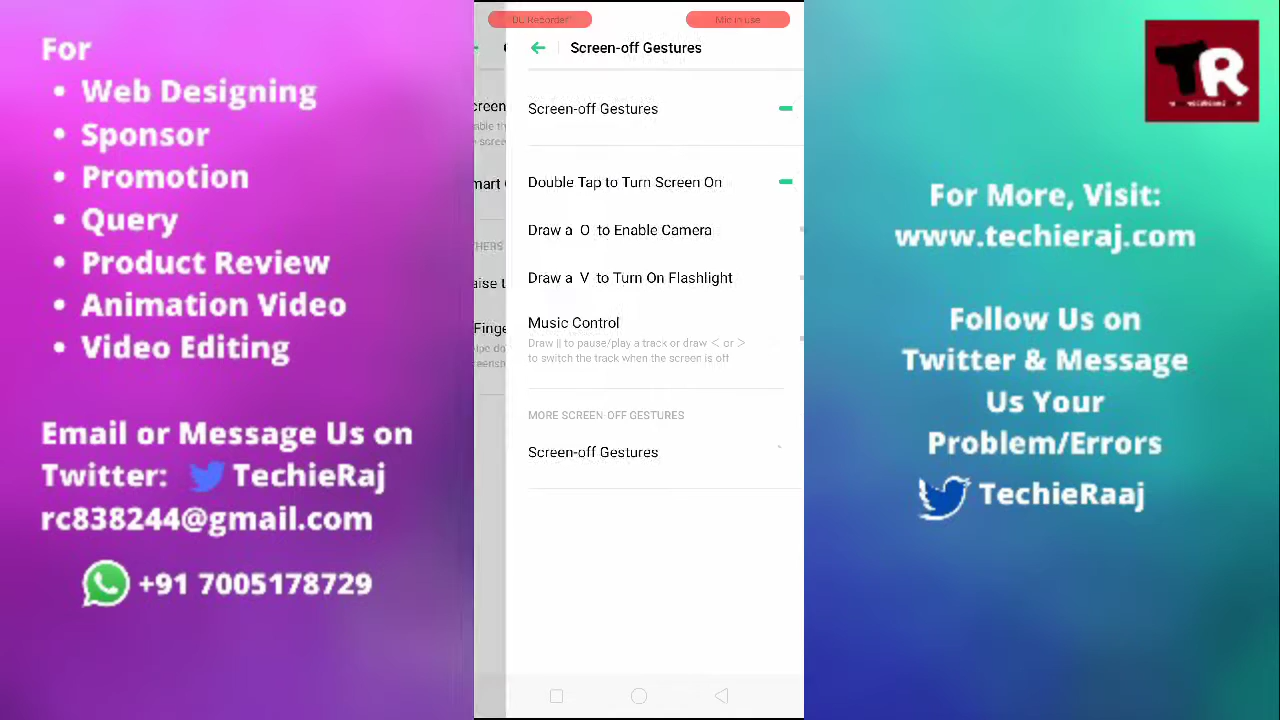 For
• Web Designing
• Sponsor
• Promotion
• Query
• Product Review
• Animation Video
• Video Editing
Email or Message Us on
Twitter: TechieRaj
rc838244@gmail.com
+91 7005178729
DU Recorder
Mic in use
Screen-off Gestures
Screen-off Gestures
Double Tap to Turn Screen On
Draw a O to Enable Camera
Draw a V to Turn On Flashlight
Music Control
Draw || to pause/play a track or draw < or >
to switch the track when the screen is off
MORE SCREEN-OFF GESTURES
Screen-off Gestures
TR
For More, Visit:
www.techieraj.com
Follow Us on
Twitter & Message
Us Your
Problem/Errors
TechieRaaj